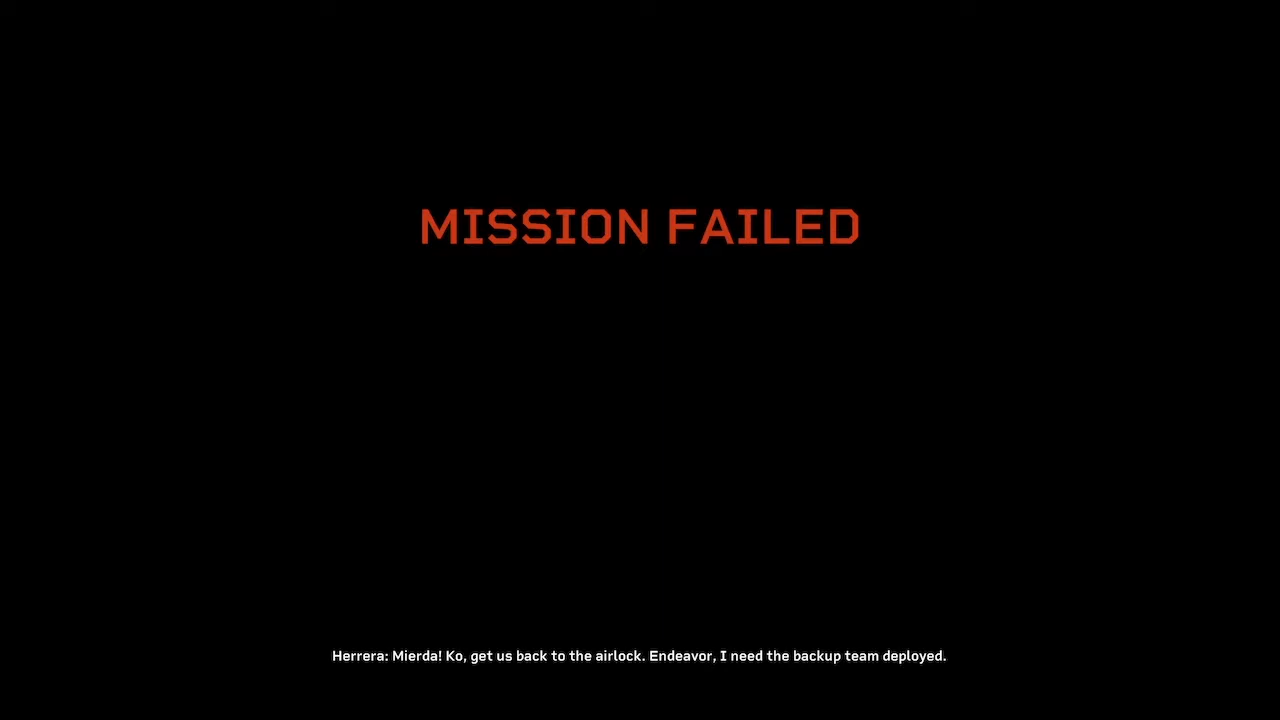 MISSION FAILED
Herrera: Mierda! Ko, get us back to the airlock. Endeavor, I need the backup team deployed.